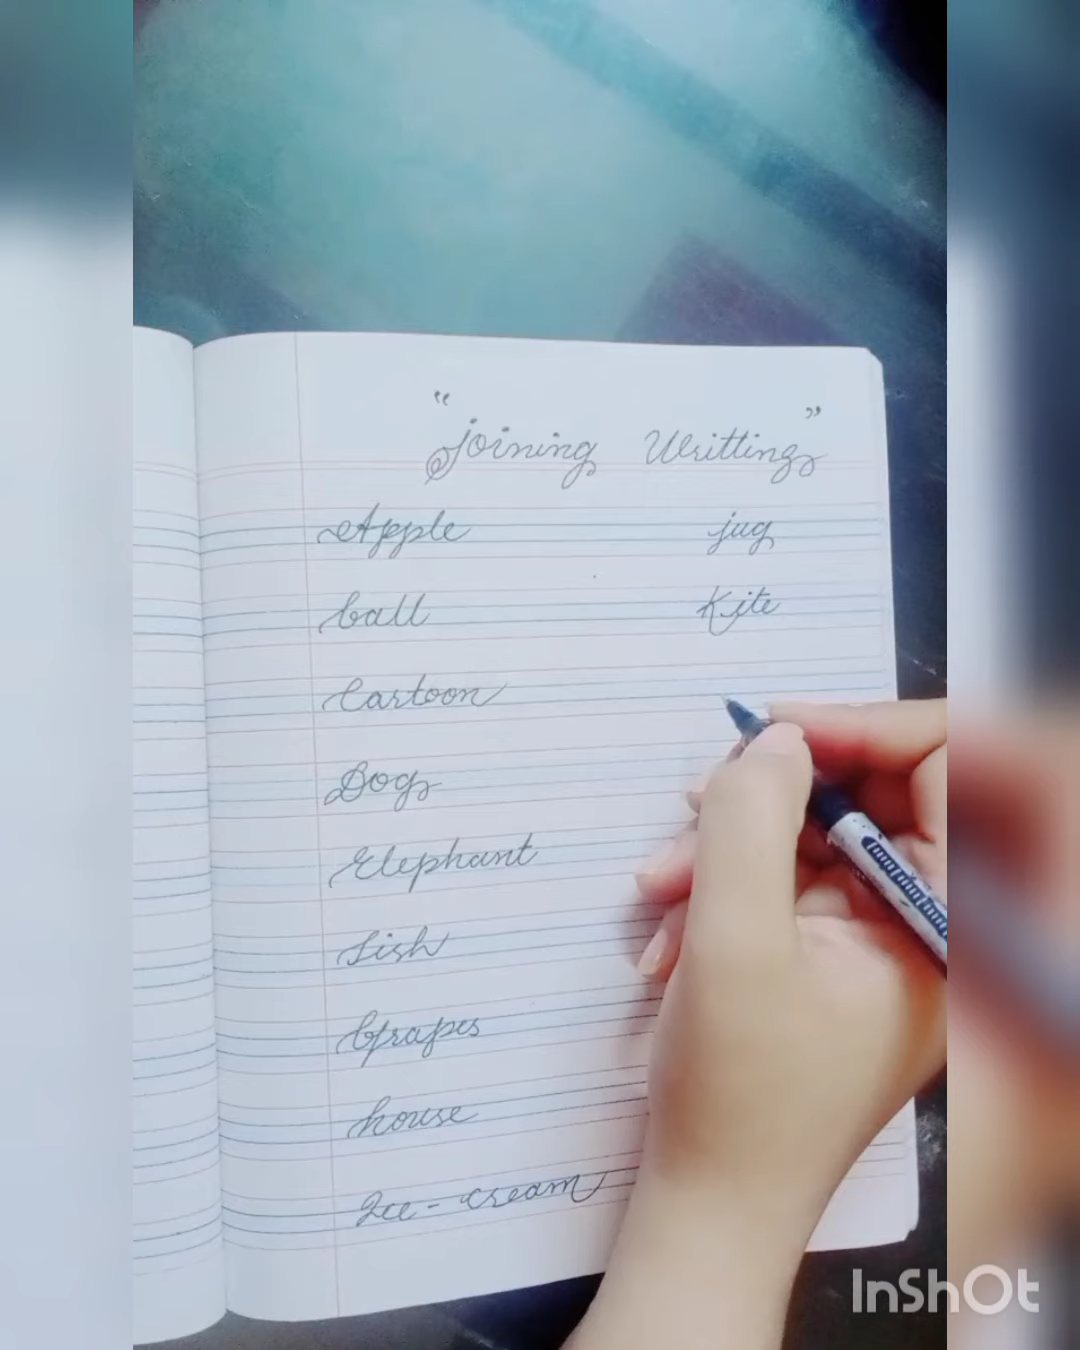 "joining Writting"
Apple
ball
Cartoon
Dog
Elephant
Fish
Grapes
house
Ice - cream
jug
Kite
InShOt